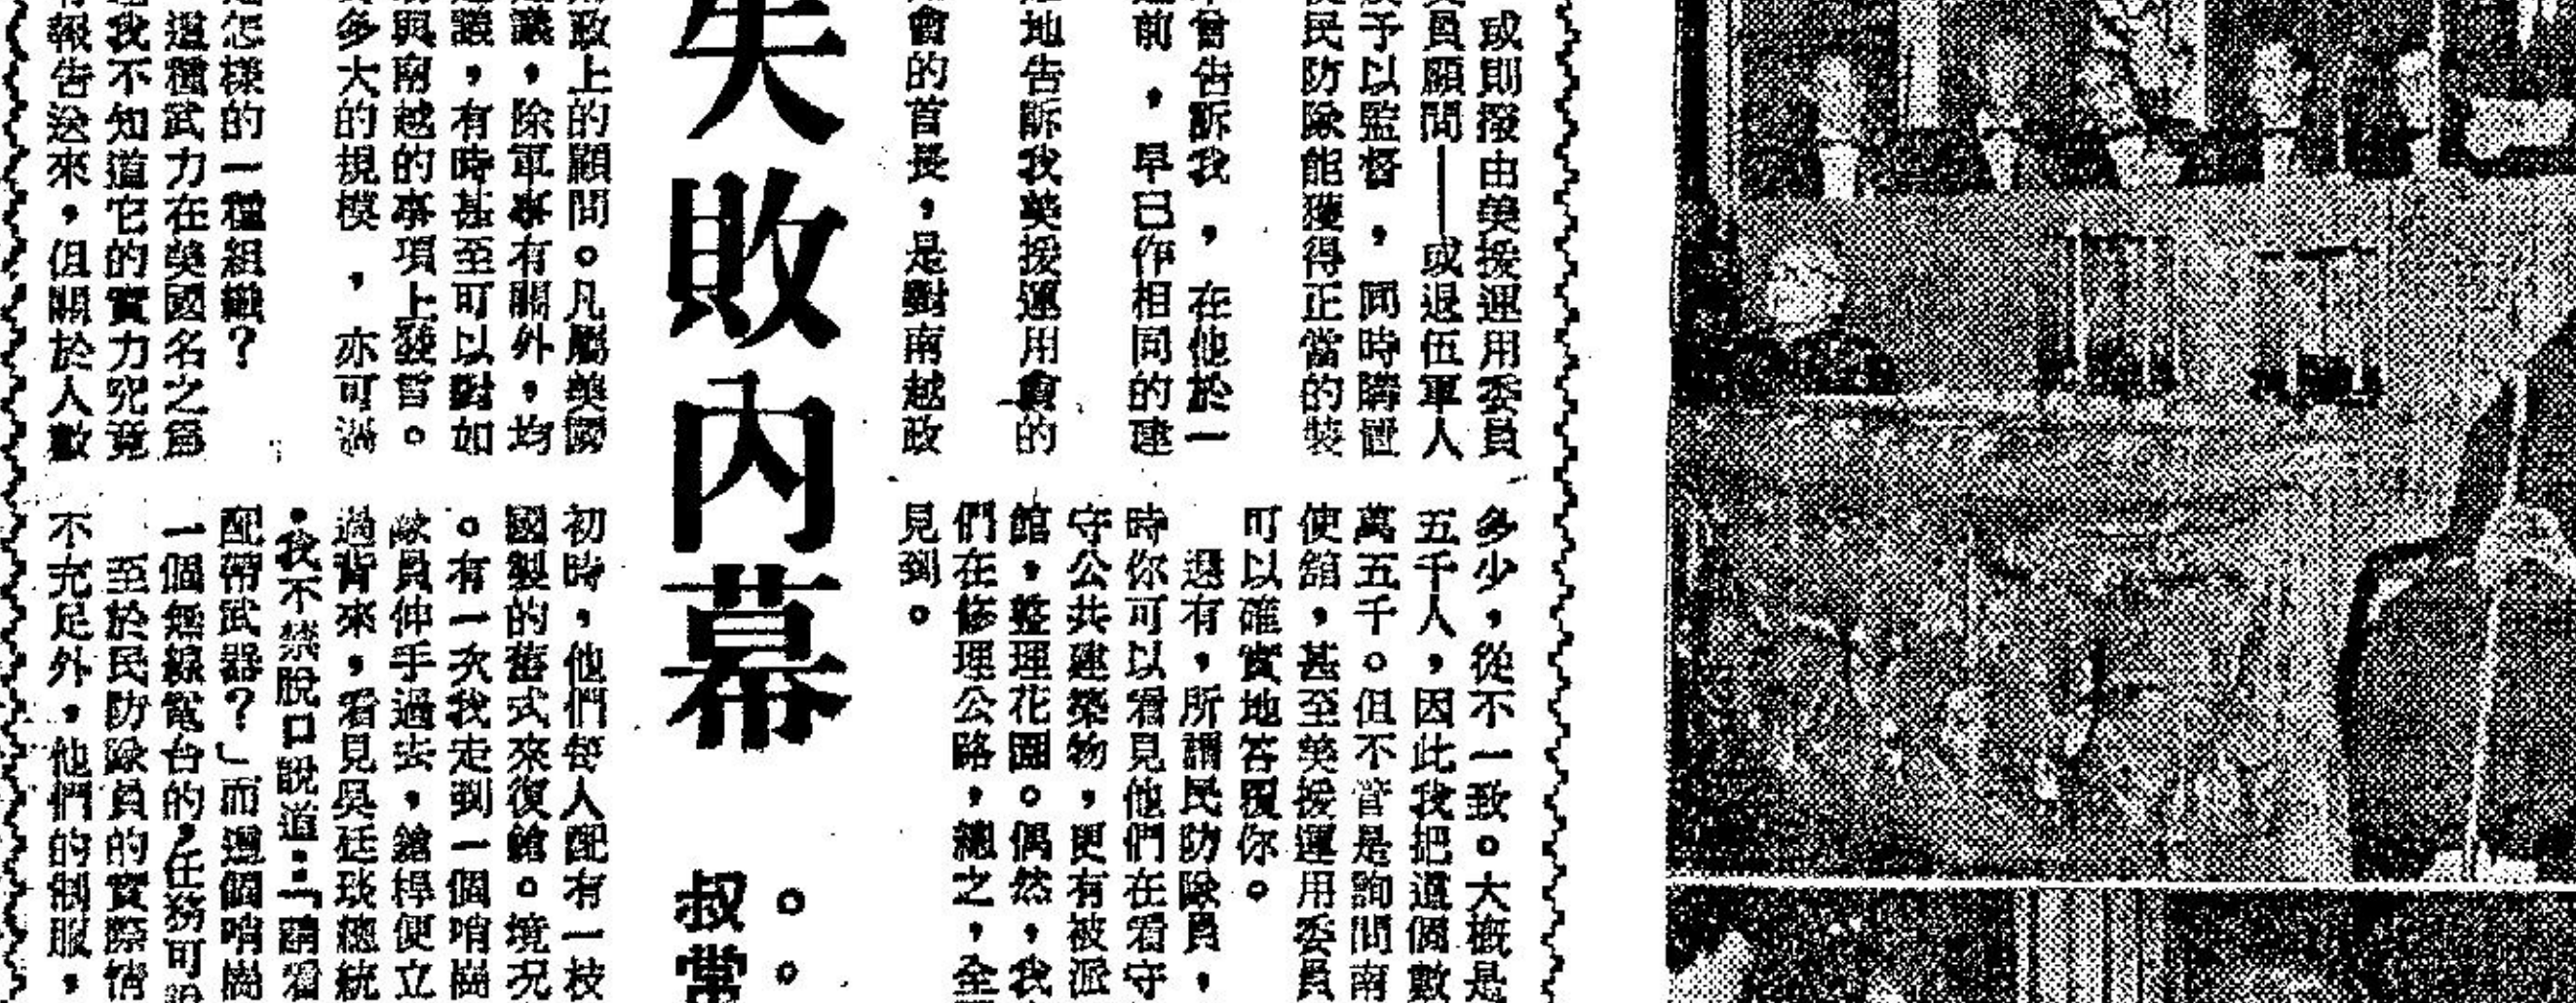 或則撥由美援運用委員
員顧問——或退伍軍人
予以監督,同時購置
民防隊能獲得正當的裝
曾告訴我,在他於一
前,早已作相同的建
地告訴我美援運用會的
會的首長,是對南越政
多少,從不一致。大概是
五千人,因此我把這個數
萬五千。但不管是詢問南
使館,甚至美援運用委員
可以確實地答覆你。
還有,所謂民防隊員,
時你可以看見他們在看守
守公共建築物,更有被派
館,整理花園。偶然,我
們在修理公路,總之,全
見到。
失敗內幕
叔常
政上的顧問。凡屬美國
議,除軍事有關外,均
議,有時甚至可以對如
與南越的事項上發言。
多大的規模,亦可
怎樣的一種組織?
這種武力在美國名之爲
我不知道它的實力究竟
報告送來,但關於人數
初時,他們每人配有一枝
國製的舊式來復鎗。境況
。有一次我走到一個哨崗
員伸手過去,鎗桿便立
過背來,看見吳廷琰總統
我不禁脫口說道:「請看
配帶武器?」而這個哨崗
一個無線電台的,任務可說
至於民防隊員的實際情
不充足外,他們的制服,